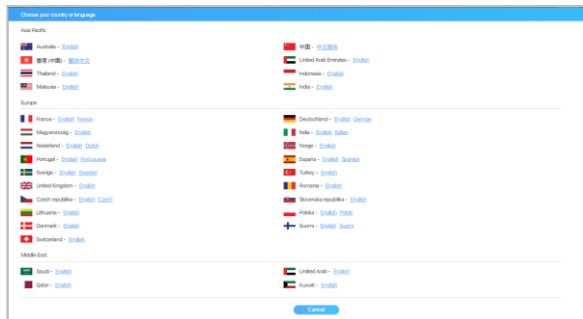 Choose your country or language
Asia Pacific
Australia - English
中国 - 中文简体
香港 (中國) - 繁體中文
United Arab Emirates - English
Thailand - English
Indonesia - English
Malaysia - English
India - English
Europe
France - English France
Deutschland - English German
Magyarország - English
Italia - English Italian
Nederland - English Dutch
Norge - English
Portugal - English Portuguese
España - English Spanish
Sverige - English Sweden
Turkey - English
United Kingdom - English
Romania - English
Czech republika - English Czech
Slovenska republika - English
Lithuania - English
Polska - English Polski
Danmark - English
Suomi - English Suomi
Switzerland - English
Middle East
Saudi - English
United Arab - English
Qatar - English
Kuwait - English
Cancel